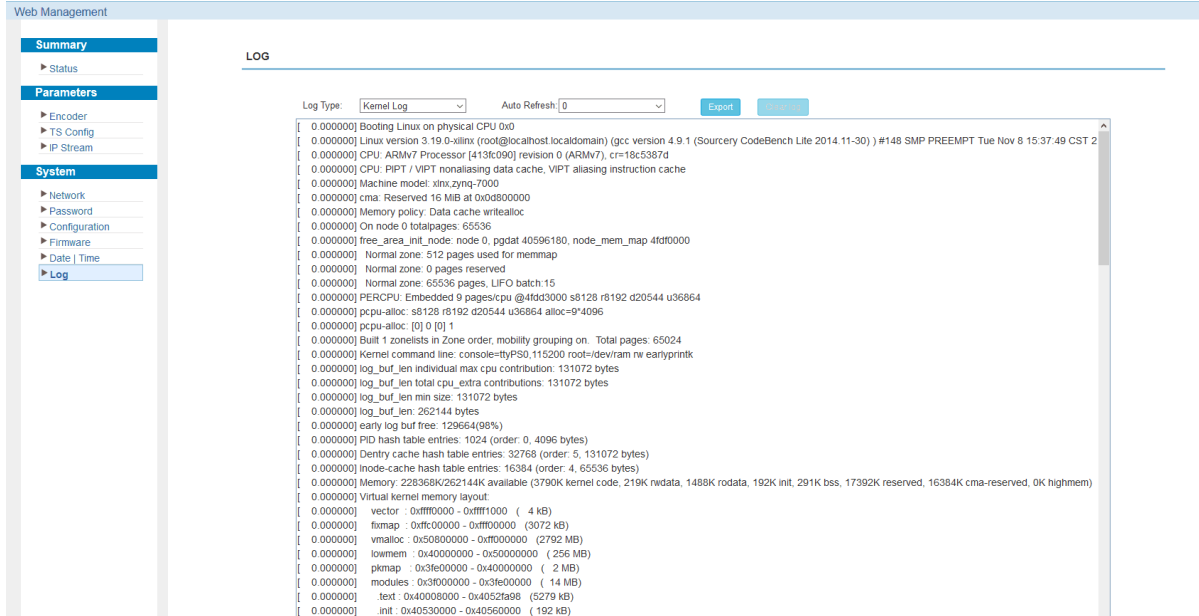 Web Management
Summary
Status
Parameters
Encoder
TS Config
IP Stream
System
Network
Password
Configuration
Firmware
Date | Time
Log
LOG
Log Type: Kernel Log Auto Refresh: 0 Export
[ 0.000000] Booting Linux on physical CPU 0x0
[ 0.000000] Linux version 3.19.0-xilinx (root@localhost.localdomain) (gcc version 4.9.1 (Sourcery CodeBench Lite 2014.11-30) ) #148 SMP PREEMPT Tue Nov 8 15:37:49 CST 2
[ 0.000000] CPU: ARMv7 Processor [413fc090] revision 0 (ARMv7), cr=18c5387d
[ 0.000000] CPU: PIPT / VIPT nonaliasing data cache, VIPT aliasing instruction cache
[ 0.000000] Machine model: xlnx,zynq-7000
[ 0.000000] cma: Reserved 16 MiB at 0x0d800000
[ 0.000000] Memory policy: Data cache writealloc
[ 0.000000] On node 0 totalpages: 65536
[ 0.000000] free_area_init_node: node 0, pgdat 40596180, node_mem_map 4fdf0000
[ 0.000000] Normal zone: 512 pages used for memmap
[ 0.000000] Normal zone: 0 pages reserved
[ 0.000000] Normal zone: 65536 pages, LIFO batch:15
[ 0.000000] PERCPU: Embedded 9 pages/cpu @4fdd3000 s8128 r8192 d20544 u36864
[ 0.000000] pcpu-alloc: s8128 r8192 d20544 u36864 alloc=9*4096
[ 0.000000] pcpu-alloc: [0] 0 [0] 1
[ 0.000000] Built 1 zonelists in Zone order, mobility grouping on. Total pages: 65024
[ 0.000000] Kernel command line: console=ttyPS0,115200 root=/dev/ram rw earlyprintk
[ 0.000000] log_buf_len individual max cpu contribution: 131072 bytes
[ 0.000000] log_buf_len total cpu_extra contributions: 131072 bytes
[ 0.000000] log_buf_len min size: 131072 bytes
[ 0.000000] log_buf_len: 262144 bytes
[ 0.000000] early log buf free: 129664(98%)
[ 0.000000] PID hash table entries: 1024 (order: 0, 4096 bytes)
[ 0.000000] Dentry cache hash table entries: 32768 (order: 5, 131072 bytes)
[ 0.000000] Inode-cache hash table entries: 16384 (order: 4, 65536 bytes)
[ 0.000000] Memory: 228368K/262144K available (3790K kernel code, 219K rwdata, 1488K rodata, 192K init, 291K bss, 17392K reserved, 16384K cma-reserved, 0K highmem)
[ 0.000000] Virtual kernel memory layout:
[ 0.000000] vector : 0xffff0000 - 0xffff1000 ( 4 kB)
[ 0.000000] fixmap : 0xffc00000 - 0xfff00000 (3072 kB)
[ 0.000000] vmalloc : 0x50800000 - 0xff000000 (2792 MB)
[ 0.000000] lowmem : 0x40000000 - 0x50000000 ( 256 MB)
[ 0.000000] pkmap : 0x3fe00000 - 0x40000000 ( 2 MB)
[ 0.000000] modules : 0x3f000000 - 0x3fe00000 ( 14 MB)
[ 0.000000] .text : 0x40008000 - 0x4052fa98 (5279 kB)
[ 0.000000] .init : 0x40530000 - 0x40560000 ( 192 kB)